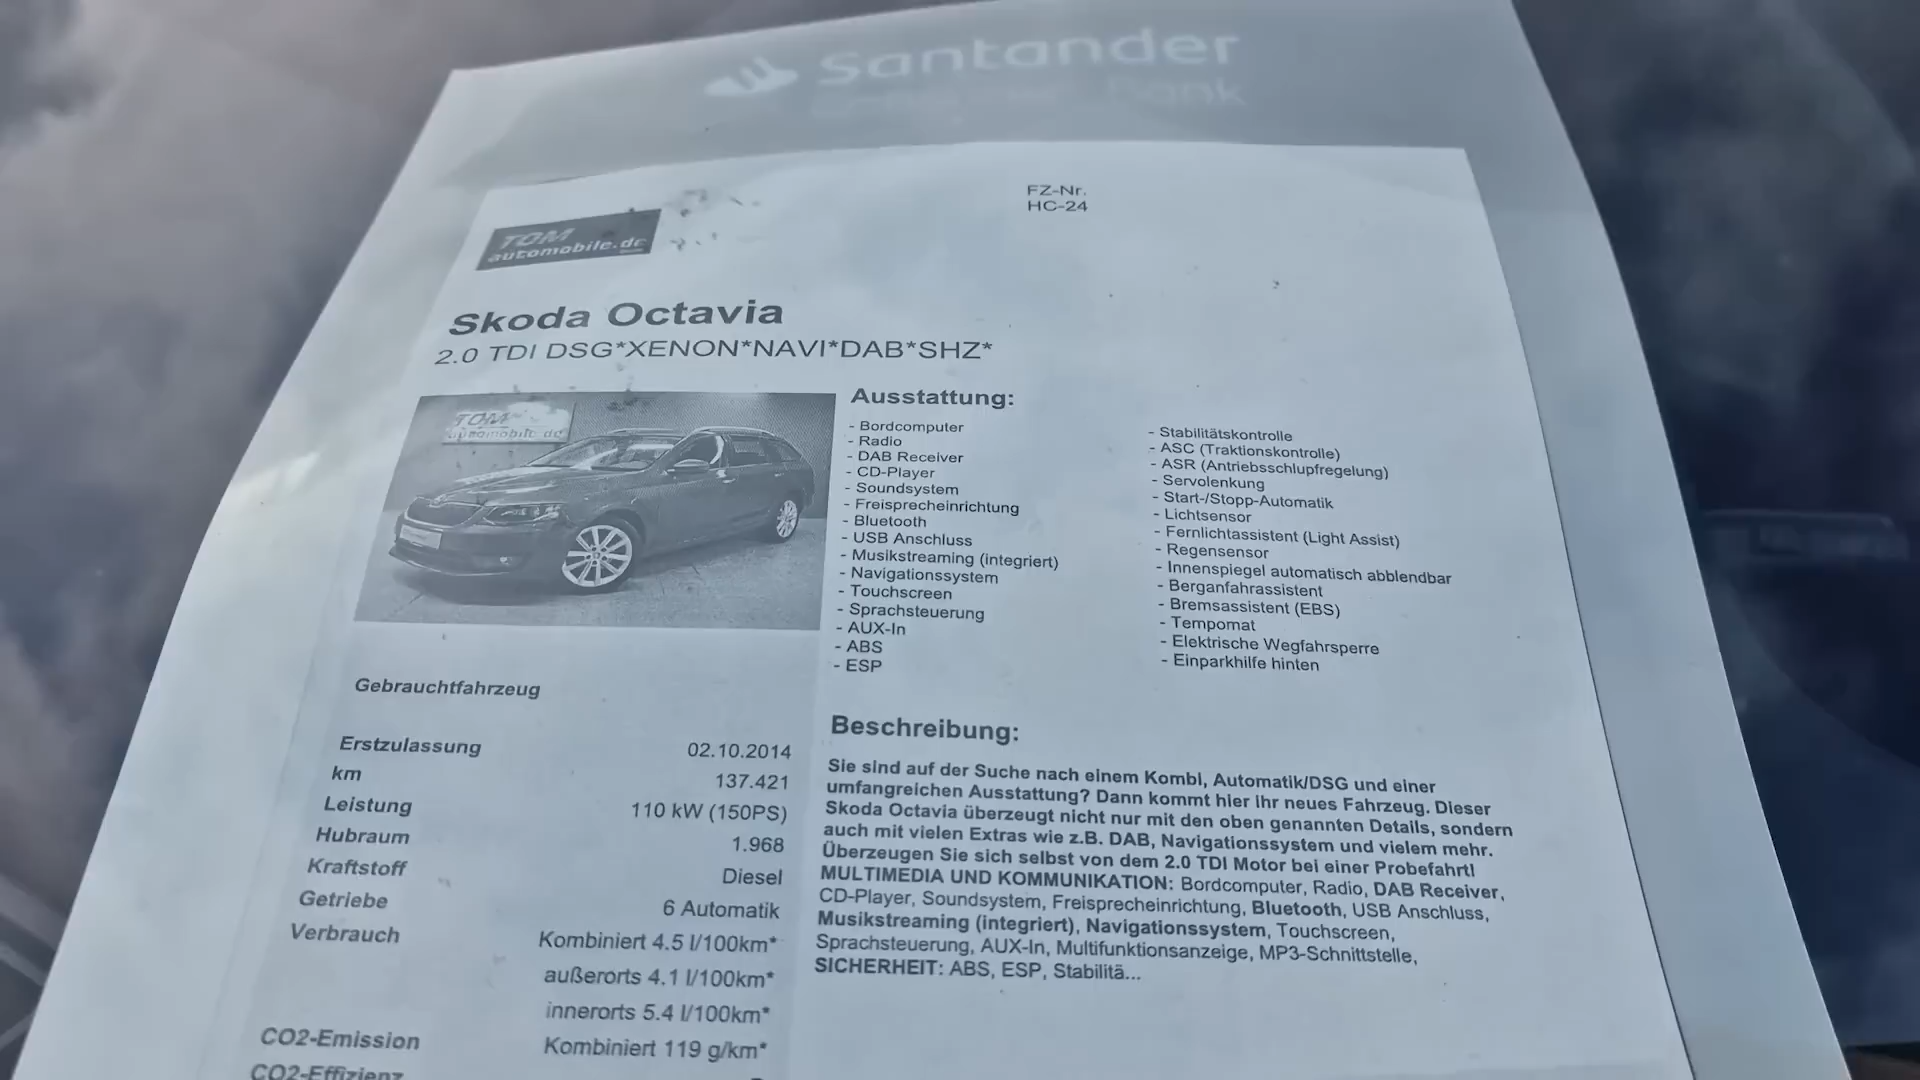 Santander
Bank
FZ-Nr.
HC-24
TOM
automobile.de
Skoda Octavia
2.0 TDI DSG*XENON*NAVI*DAB*SHZ*
TOM
automobile.de
Ausstattung:
- Bordcomputer
- Radio
- DAB Receiver
- CD-Player
- Soundsystem
- Freisprecheinrichtung
- Bluetooth
- USB Anschluss
- Musikstreaming (integriert)
- Navigationssystem
- Touchscreen
- Sprachsteuerung
- AUX-In
- ABS
- ESP
- Stabilitätskontrolle
- ASC (Traktionskontrolle)
- ASR (Antriebsschlupfregelung)
- Servolenkung
- Start-/Stopp-Automatik
- Lichtsensor
- Fernlichtassistent (Light Assist)
- Regensensor
- Innenspiegel automatisch abblendbar
- Berganfahrassistent
- Bremsassistent (EBS)
- Tempomat
- Elektrische Wegfahrsperre
- Einparkhilfe hinten
Gebrauchtfahrzeug
Erstzulassung 02.10.2014
km 137.421
Leistung 110 kW (150PS)
Hubraum 1.968
Kraftstoff Diesel
Getriebe 6 Automatik
Verbrauch Kombiniert 4.5 l/100km*
außerorts 4.1 l/100km*
innerorts 5.4 l/100km*
CO2-Emission Kombiniert 119 g/km*
CO2-Effizienz
Beschreibung:
Sie sind auf der Suche nach einem Kombi, Automatik/DSG und einer
umfangreichen Ausstattung? Dann kommt hier ihr neues Fahrzeug. Dieser
Skoda Octavia überzeugt nicht nur mit den oben genannten Details, sondern
auch mit vielen Extras wie z.B. DAB, Navigationssystem und vielem mehr.
Überzeugen Sie sich selbst von dem 2.0 TDI Motor bei einer Probefahrt!
MULTIMEDIA UND KOMMUNIKATION: Bordcomputer, Radio, DAB Receiver,
CD-Player, Soundsystem, Freisprecheinrichtung, Bluetooth, USB Anschluss,
Musikstreaming (integriert), Navigationssystem, Touchscreen,
Sprachsteuerung, AUX-In, Multifunktionsanzeige, MP3-Schnittstelle,
SICHERHEIT: ABS, ESP, Stabilitä...